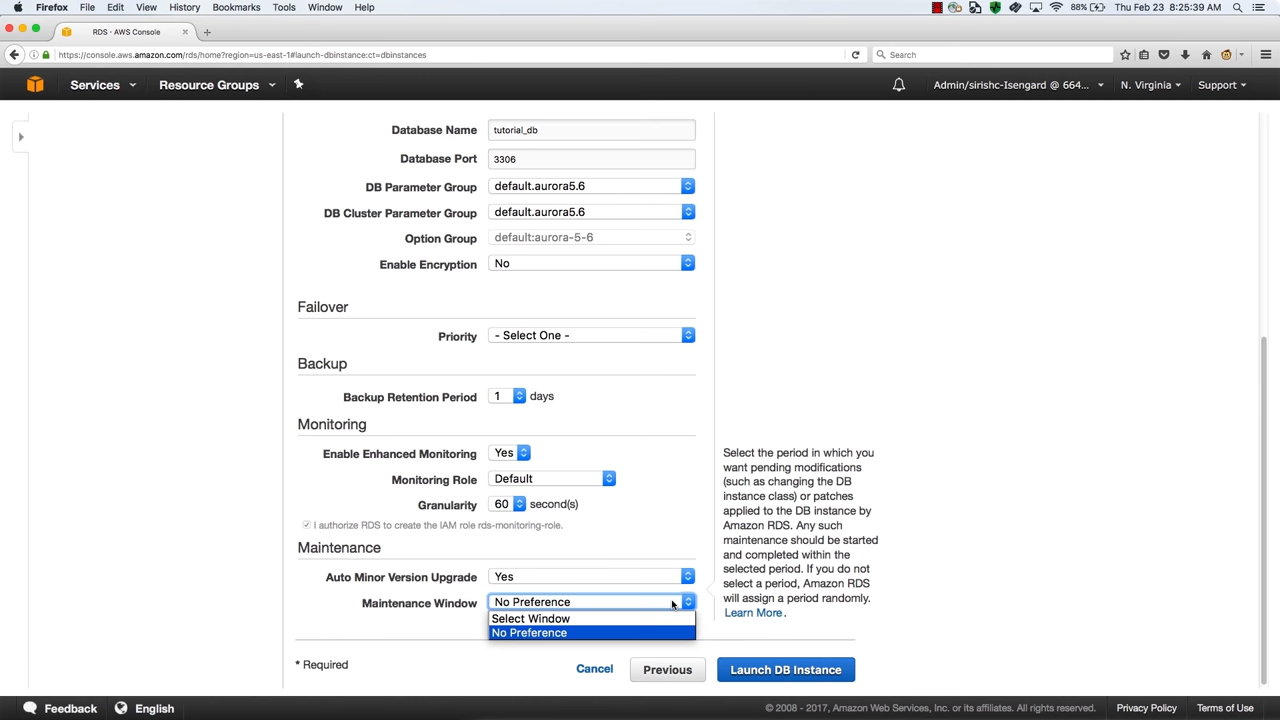 Firefox File Edit View History Bookmarks Tools Window Help 88% Thu Feb 23 8:25:39 AM
RDS · AWS Console
https://console.aws.amazon.com/rds/home?region=us-east-1#launch-dbinstance:ct=dbinstances Search
Services Resource Groups Admin/sirishc-Isengard @ 664... N. Virginia Support
Database Name tutorial_db
Database Port 3306
DB Parameter Group default.aurora5.6
DB Cluster Parameter Group default.aurora5.6
Option Group default:aurora-5-6
Enable Encryption No
Failover
Priority - Select One -
Backup
Backup Retention Period 1 days
Monitoring
Enable Enhanced Monitoring Yes
Monitoring Role Default
Granularity 60 second(s)
I authorize RDS to create the IAM role rds-monitoring-role.
Maintenance
Auto Minor Version Upgrade Yes
Maintenance Window No Preference
Select Window
No Preference
Select the period in which you
want pending modifications
(such as changing the DB
instance class) or patches
applied to the DB instance by
Amazon RDS. Any such
maintenance should be started
and completed within the
selected period. If you do not
select a period, Amazon RDS
will assign a period randomly.
Learn More.
* Required Cancel Previous Launch DB Instance
Feedback English © 2008 - 2017, Amazon Web Services, Inc. or its affiliates. All rights reserved. Privacy Policy Terms of Use